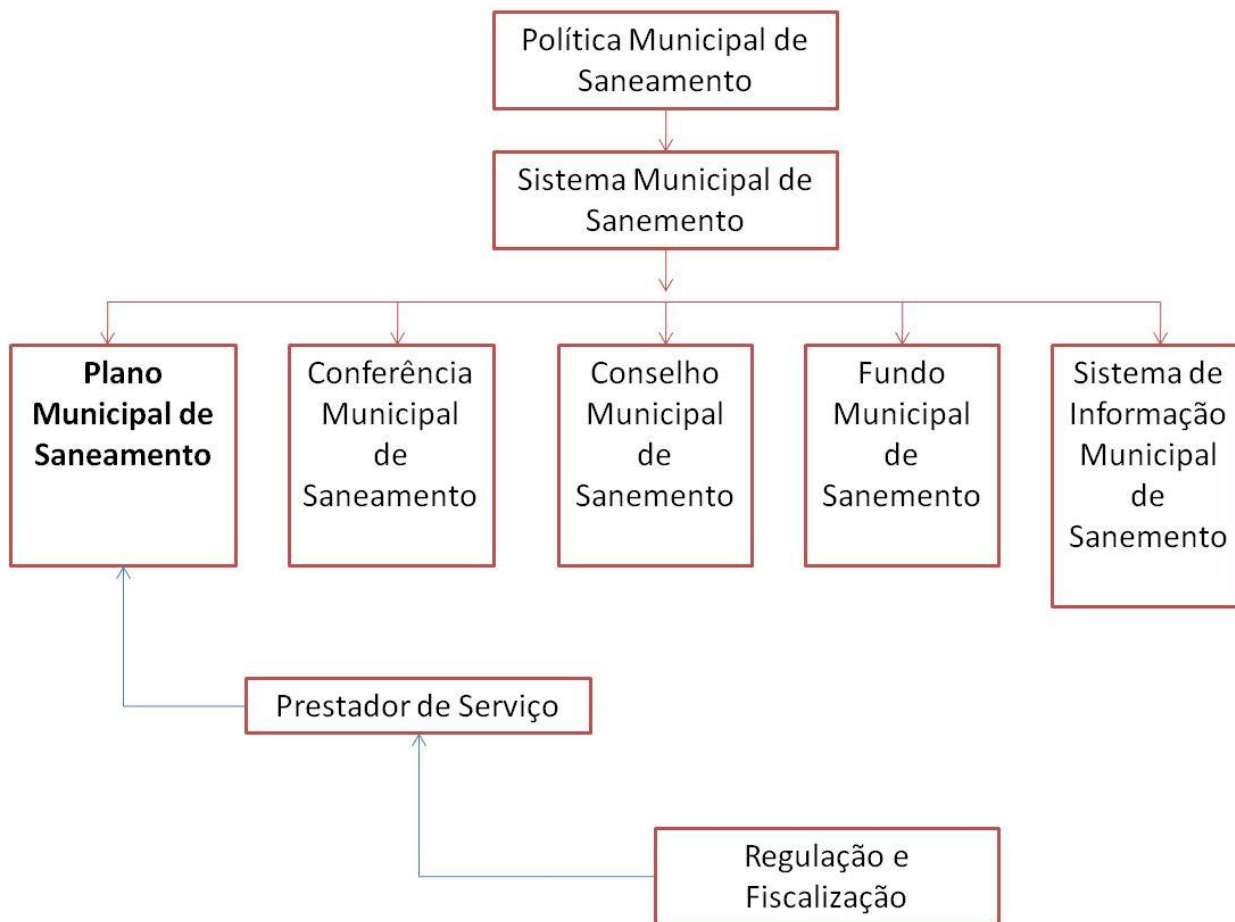 Política Municipal de
Saneamento
Sistema Municipal de
Sanemento
Plano
Municipal de
Saneamento
Conferência
Municipal
de
Saneamento
Conselho
Municipal
de
Sanemento
Fundo
Municipal
de
Sanemento
Sistema de
Informação
Municipal
de
Sanemento
Prestador de Serviço
Regulação e
Fiscalização